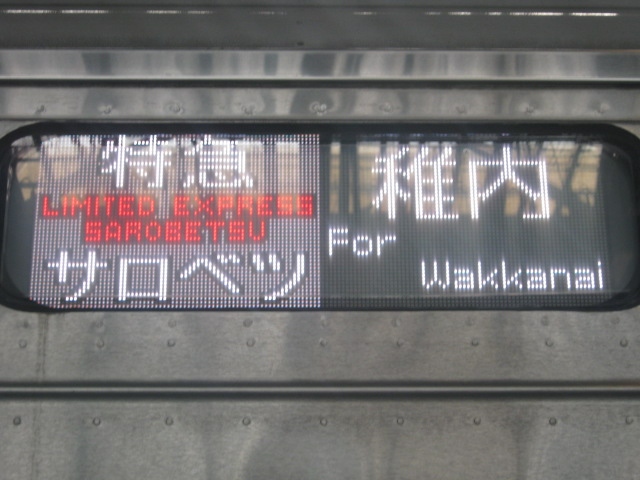 特急
LIMITED EXPRESS
SAROBETSU
サロベツ
稚内
For
Wakkanai